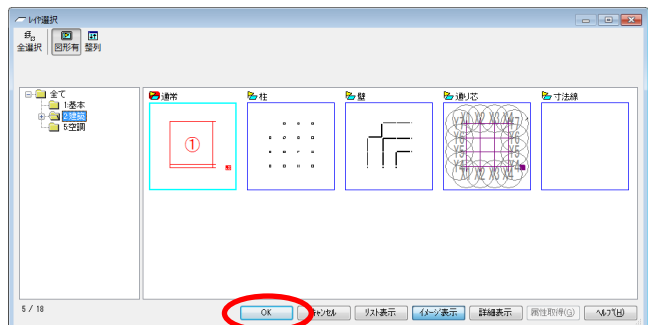 レイヤ選択
全選択 図形有 整列
全て
1:基本
2:建築
5:空調
通常
柱
壁
通り芯
寸法線
①
5 / 18
OK
キャンセル
リスト表示
イメージ表示
詳細表示
属性取得(G)
ヘルプ(H)